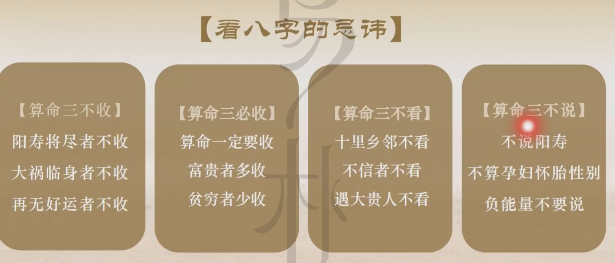 【看八字的忌讳】
【算命三不收】
阳寿将尽者不收
大祸临身者不收
再无好运者不收
【算命三必收】
算命一定要收
富贵者多收
贫穷者少收
【算命三不看】
十里乡邻不看
不信者不看
遇大贵人不看
【算命三不说】
不说阳寿
不算孕妇怀胎性别
负能量不要说
易
朴